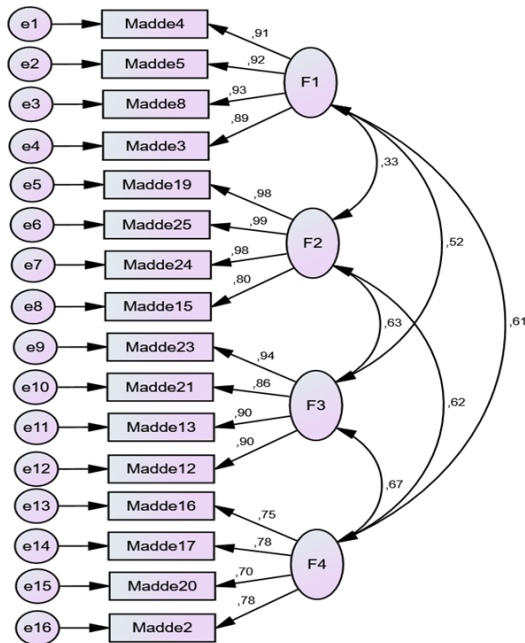 e1 Madde4
,91
e2 Madde5
,92
F1
e3 Madde8
,93
e4 Madde3
,89
,33
e5 Madde19
,98
e6 Madde25
,99
F2
,52
e7 Madde24
,98
e8 Madde15
,80
,63
,61
e9 Madde23
,94
e10 Madde21
,86
F3
,62
e11 Madde13
,90
e12 Madde12
,90
,67
e13 Madde16
,75
e14 Madde17
,78
F4
e15 Madde20
,70
e16 Madde2
,78